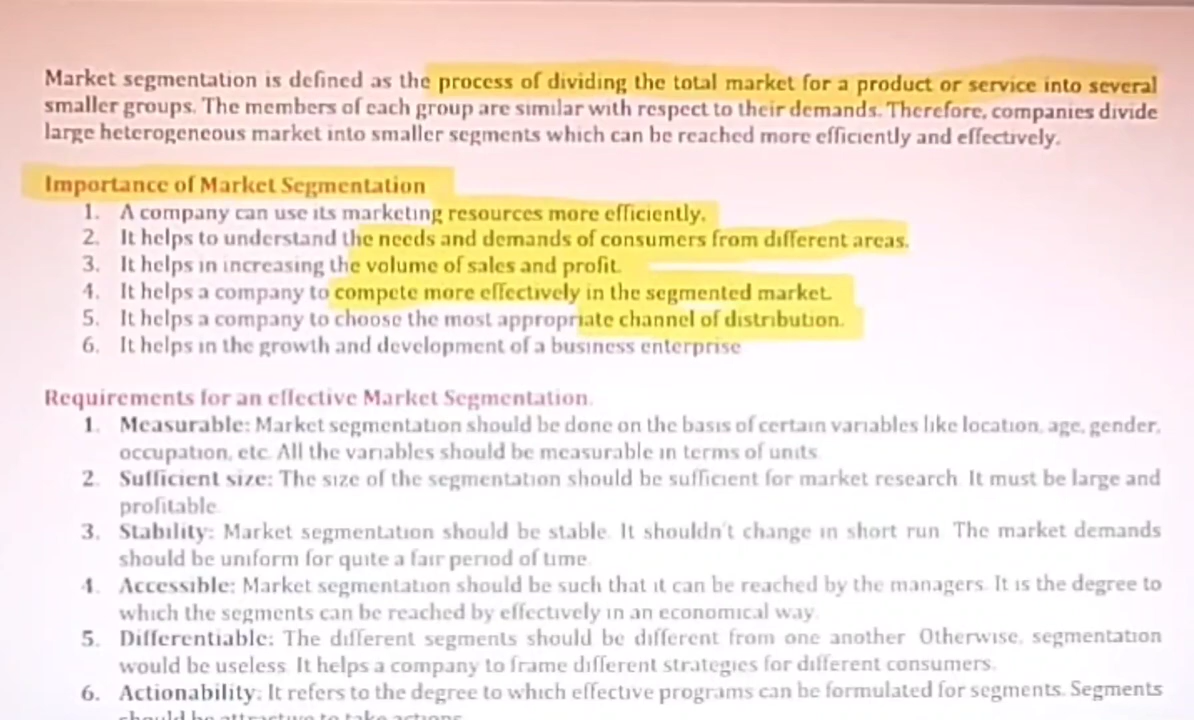 Market segmentation is defined as the process of dividing the total market for a product or service into several
smaller groups. The members of each group are similar with respect to their demands. Therefore, companies divide
large heterogeneous market into smaller segments which can be reached more efficiently and effectively.
Importance of Market Segmentation
1. A company can use its marketing resources more efficiently.
2. It helps to understand the needs and demands of consumers from different areas.
3. It helps in increasing the volume of sales and profit.
4. It helps a company to compete more effectively in the segmented market.
5. It helps a company to choose the most appropriate channel of distribution.
6. It helps in the growth and development of a business enterprise
Requirements for an effective Market Segmentation.
1. Measurable: Market segmentation should be done on the basis of certain variables like location, age, gender,
occupation, etc. All the variables should be measurable in terms of units.
2. Sufficient size: The size of the segmentation should be sufficient for market research. It must be large and
profitable.
3. Stability: Market segmentation should be stable. It shouldn't change in short run. The market demands
should be uniform for quite a fair period of time.
4. Accessible: Market segmentation should be such that it can be reached by the managers. It is the degree to
which the segments can be reached by effectively in an economical way.
5. Differentiable: The different segments should be different from one another. Otherwise, segmentation
would be useless. It helps a company to frame different strategies for different consumers.
6. Actionability: It refers to the degree to which effective programs can be formulated for segments. Segments
should be attractive to take actions.